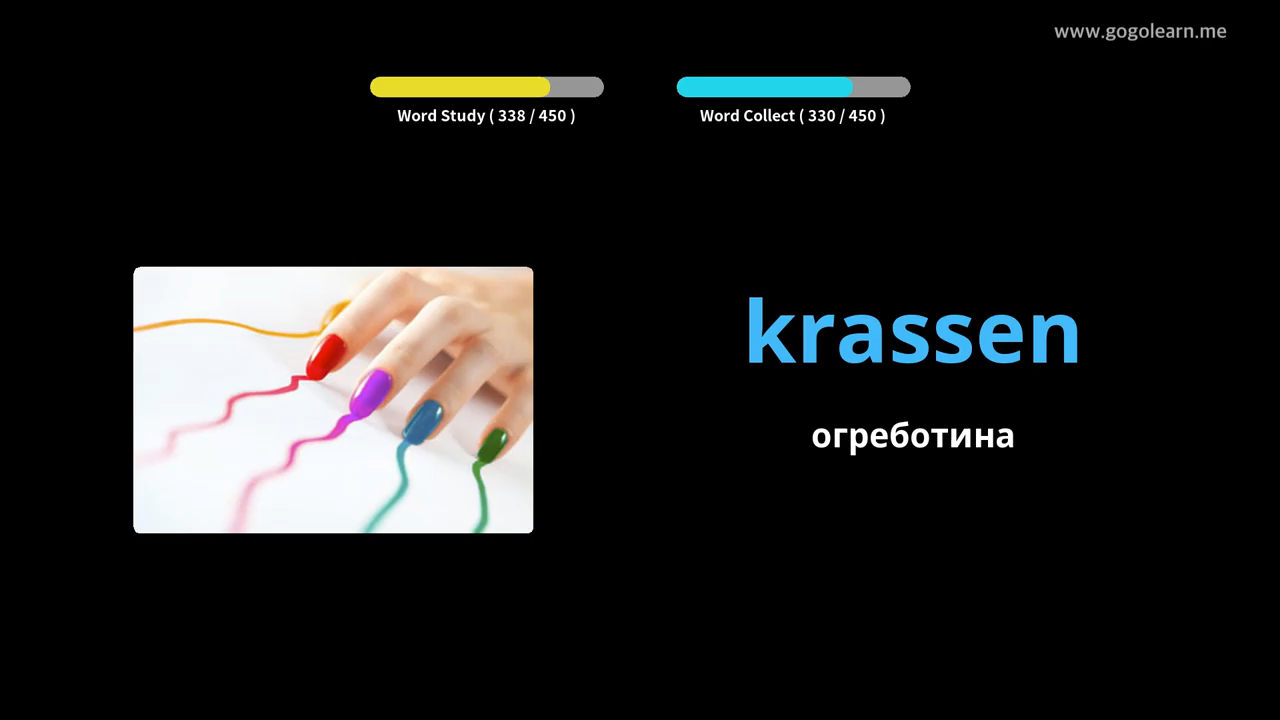 www.gogolearn.me
Word Study ( 338 / 450 )
Word Collect ( 330 / 450 )
krassen
огреботина